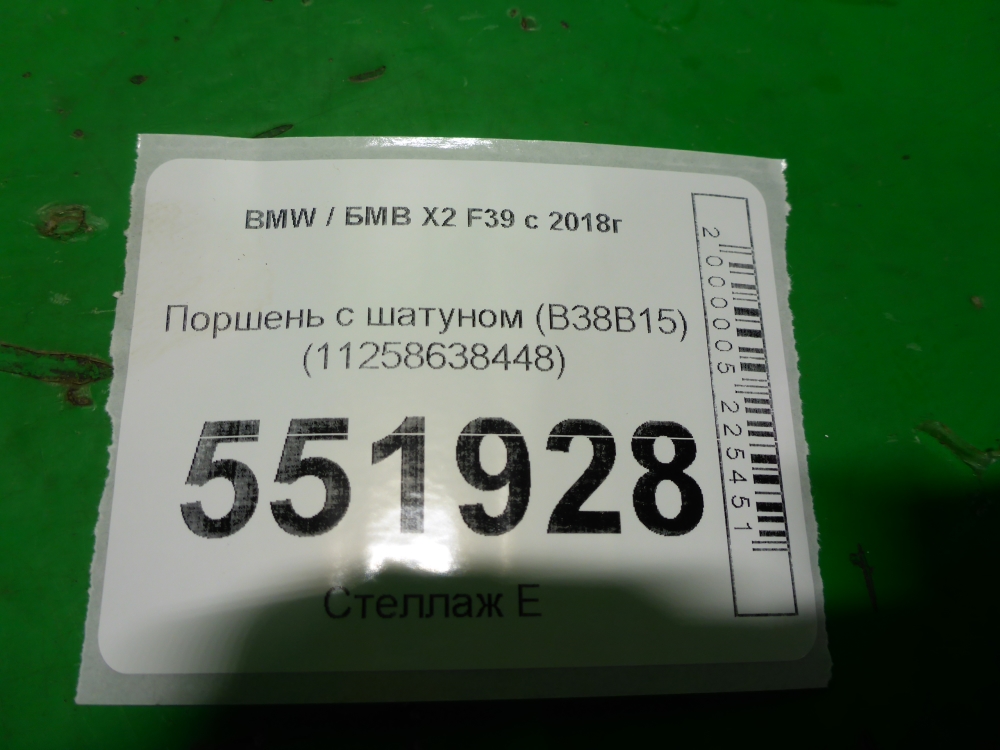 BMW / БМВ X2 F39 с 2018г
Поршень с шатуном (B38B15)
(11258638448)
551928
Стеллаж Е
2000005225451